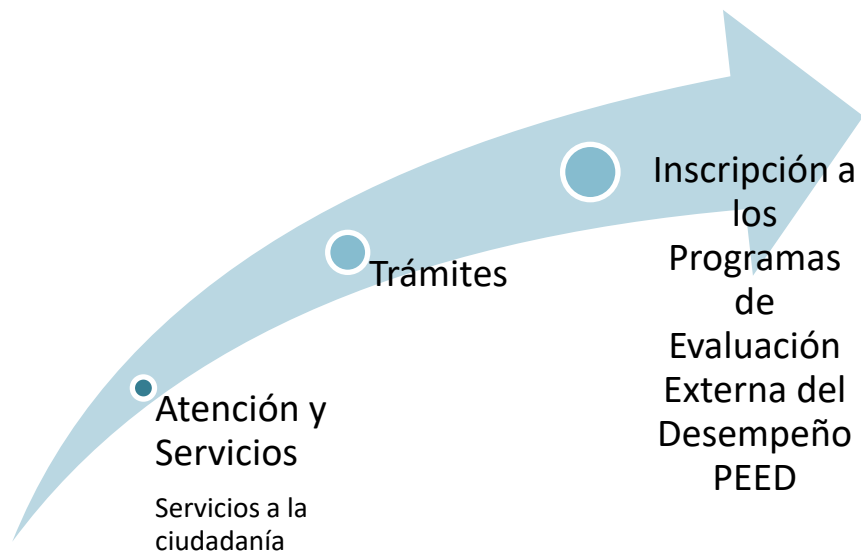 Atención y
Servicios
Servicios a la
ciudadanía
Trámites
Inscripción a
los
Programas
de
Evaluación
Externa del
Desempeño
PEED